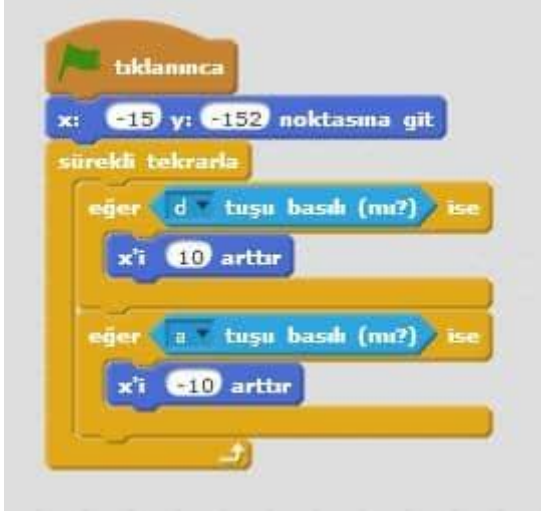 tıklanınca
x: -15 y: -152 noktasına git
sürekli tekrarla
eğer d tuşu basılı (mı?) ise
x'i 10 arttır
eğer a tuşu basılı (mı?) ise
x'i -10 arttır